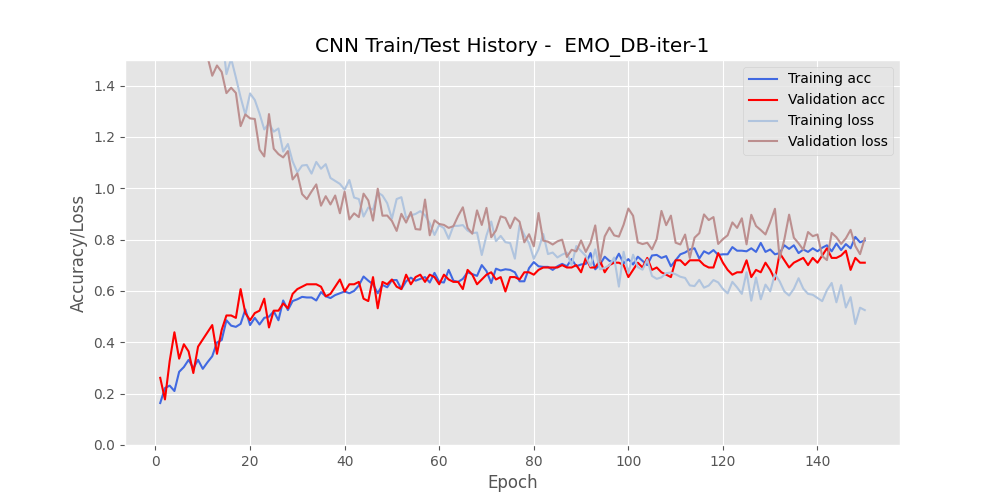 CNN Train/Test History -  EMO_DB-iter-1
Training acc
Validation acc
Training loss
Validation loss
Accuracy/Loss
1.4
1.2
1.0
0.8
0.6
0.4
0.2
0.0
0 20 40 60 80 100 120 140
Epoch